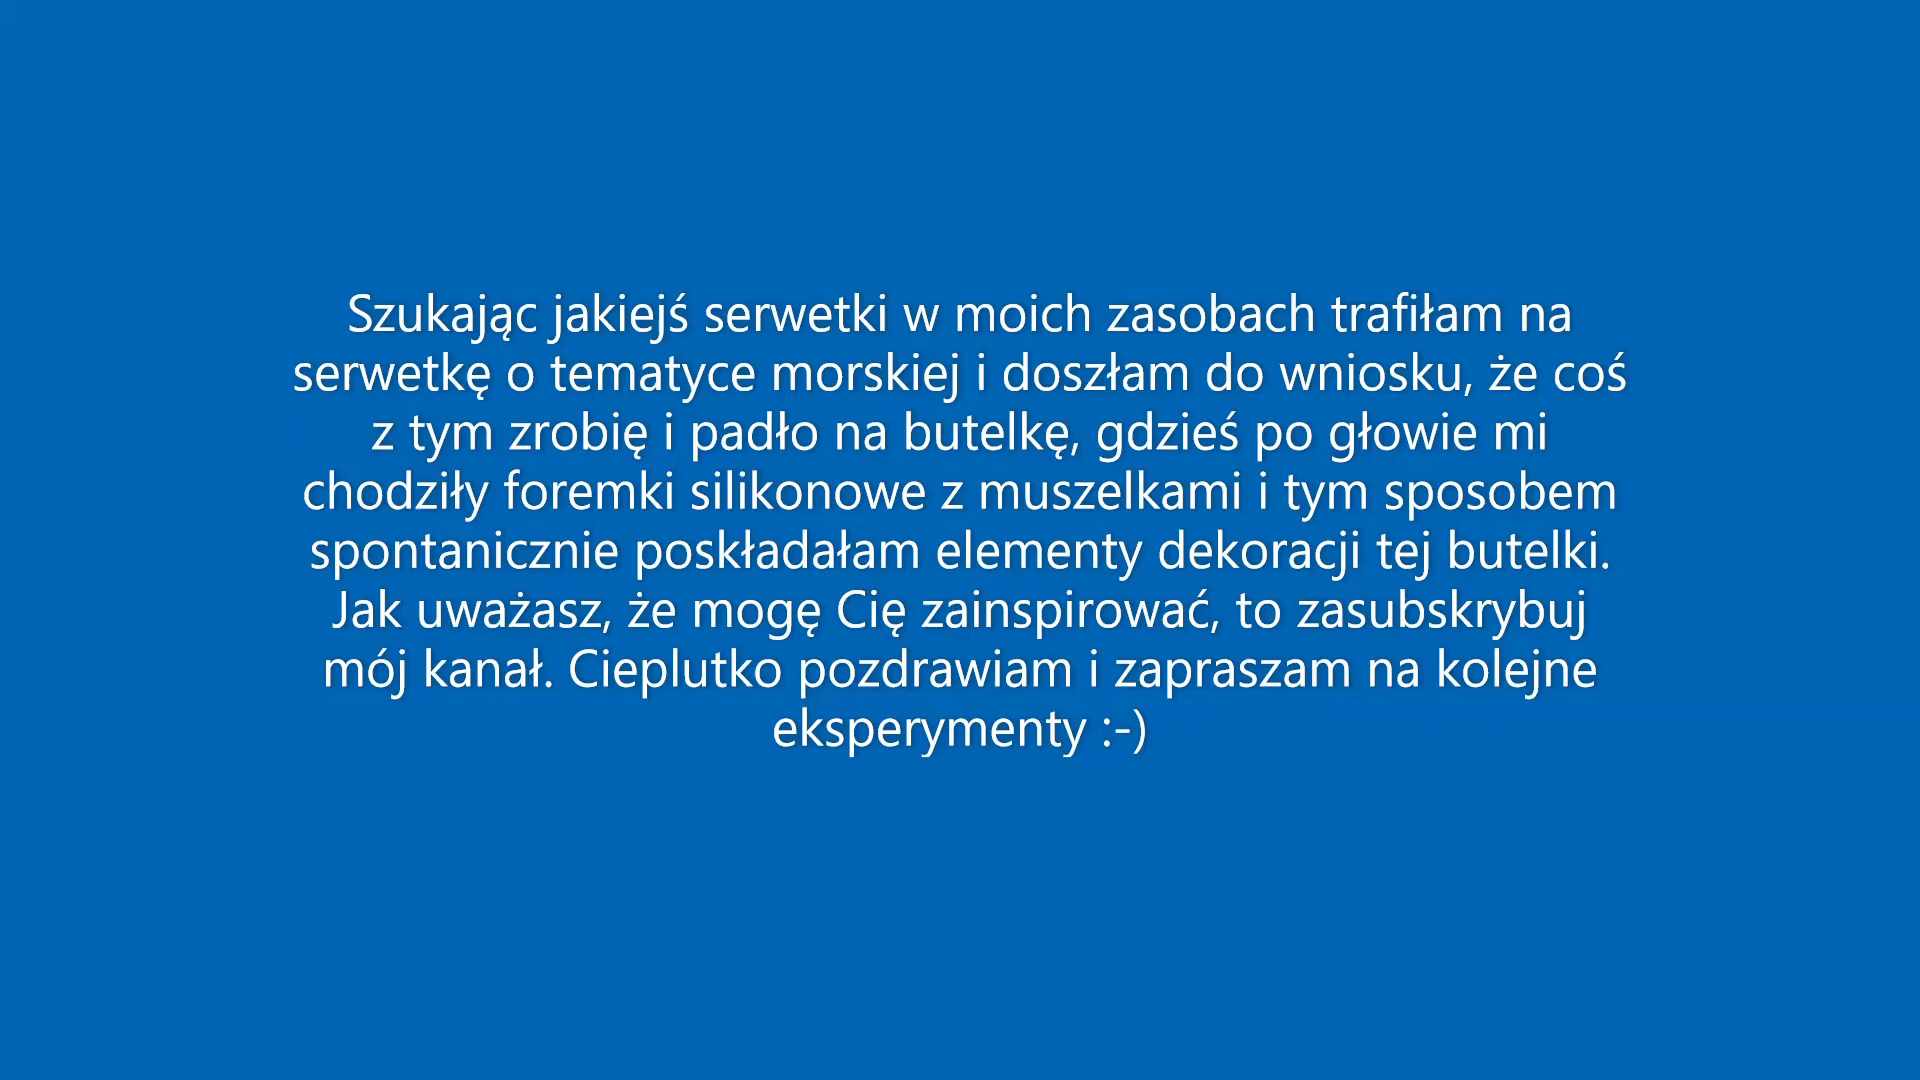 Szukając jakiejś serwetki w moich zasobach trafiłam na
serwetkę o tematyce morskiej i doszłam do wniosku, że coś
z tym zrobię i padło na butelkę, gdzieś po głowie mi
chodziły foremki silikonowe z muszelkami i tym sposobem
spontanicznie poskładałam elementy dekoracji tej butelki.
Jak uważasz, że mogę Cię zainspirować, to zasubskrybuj
mój kanał. Cieplutko pozdrawiam i zapraszam na kolejne
eksperymenty :-)